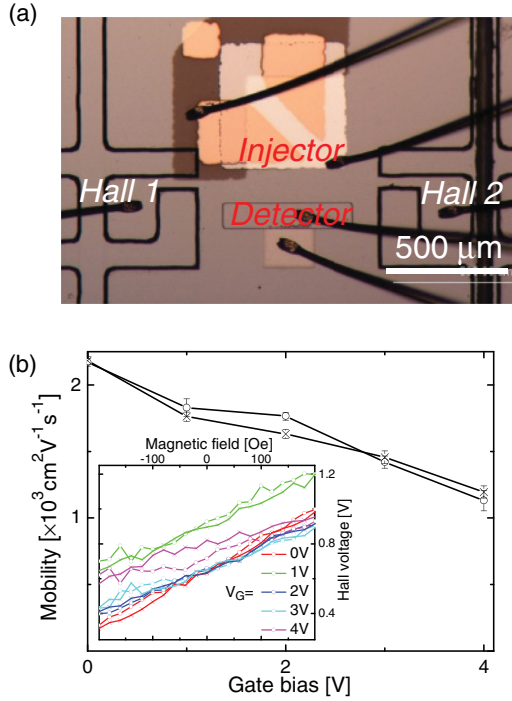 (a)
Injector
Hall 1
Hall 2
Detector
500 μm
(b)
2
1
Mobility [×10³cm²V⁻¹s⁻¹]
Magnetic field [Oe]
-100
0
100
1.2
0.8
0.4
Hall voltage [V]
V_G=
0V
1V
2V
3V
4V
0
2
4
Gate bias [V]